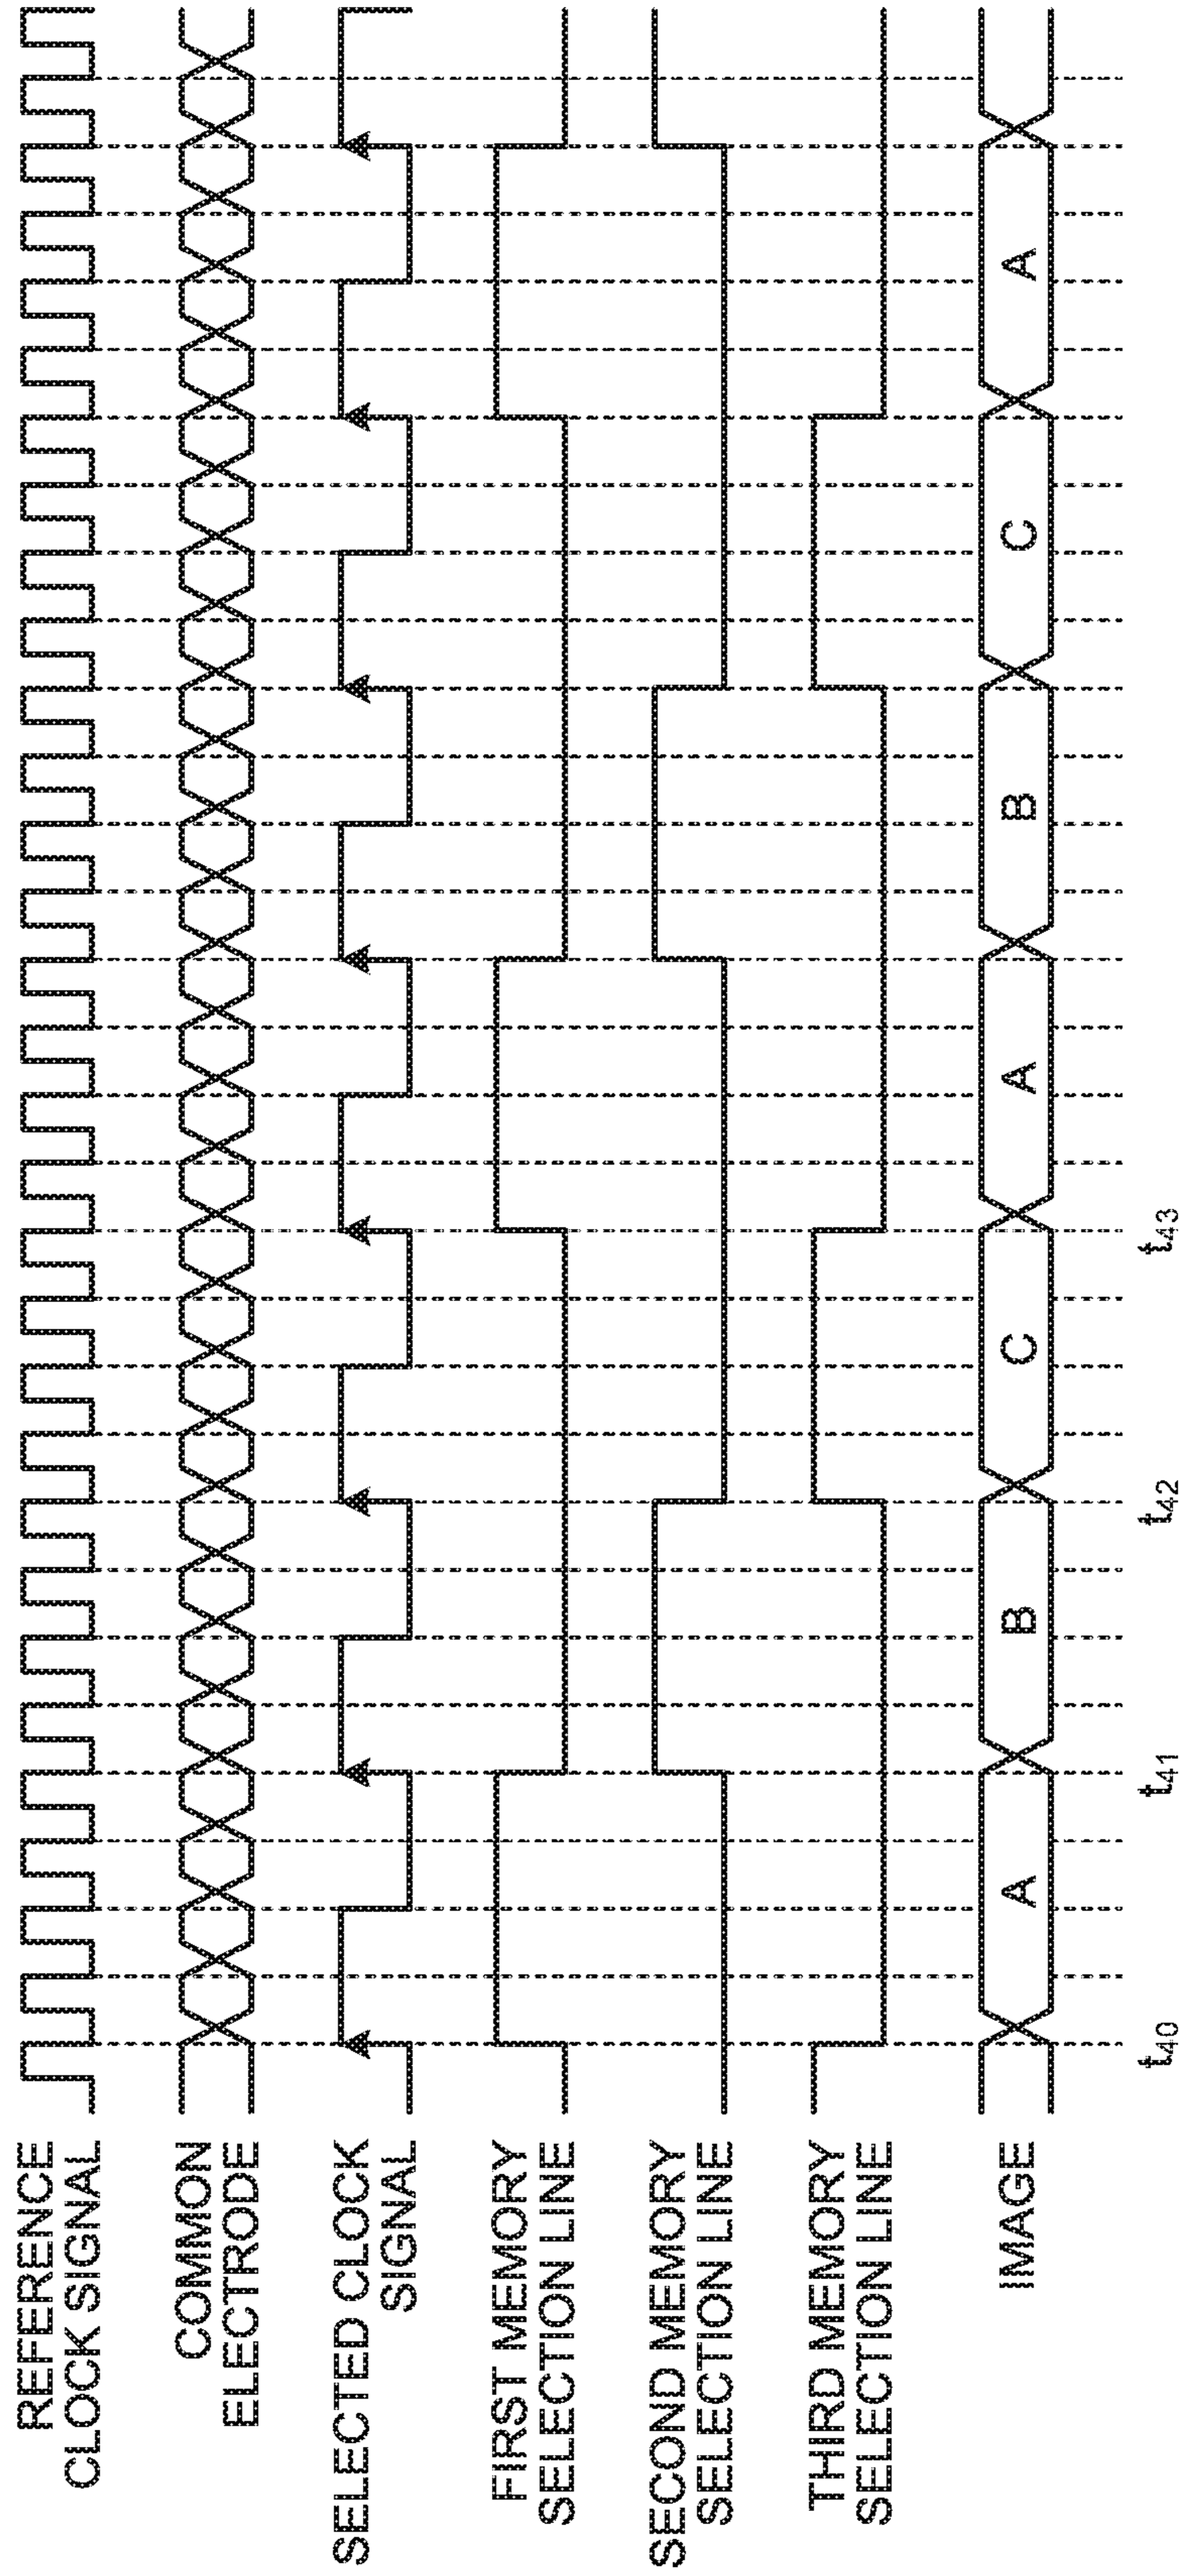 REFERENCE
CLOCK SIGNAL
COMMON
ELECTRODE
SELECTED CLOCK
SIGNAL
FIRST MEMORY
SELECTION LINE
SECOND MEMORY
SELECTION LINE
THIRD MEMORY
SELECTION LINE
IMAGE
A B C A B C A
t40 t41 t42 t43